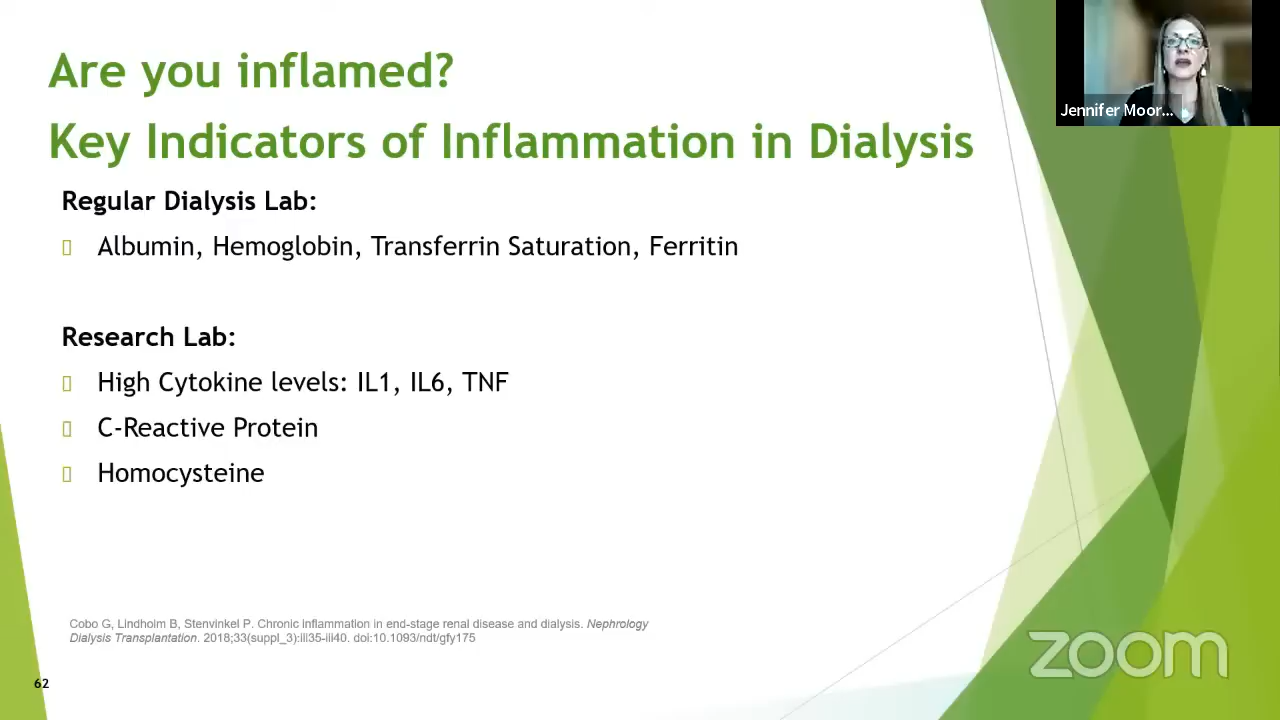 Are you inflamed?
Key Indicators of Inflammation in Dialysis
Regular Dialysis Lab:
Albumin, Hemoglobin, Transferrin Saturation, Ferritin
Research Lab:
High Cytokine levels: IL1, IL6, TNF
C-Reactive Protein
Homocysteine
Cobo G, Lindholm B, Stenvinkel P. Chronic inflammation in end-stage renal disease and dialysis. Nephrology
Dialysis Transplantation. 2018;33(suppl_3):iii35-iii40. doi:10.1093/ndt/gfy175
62
Jennifer Moor...
zoom